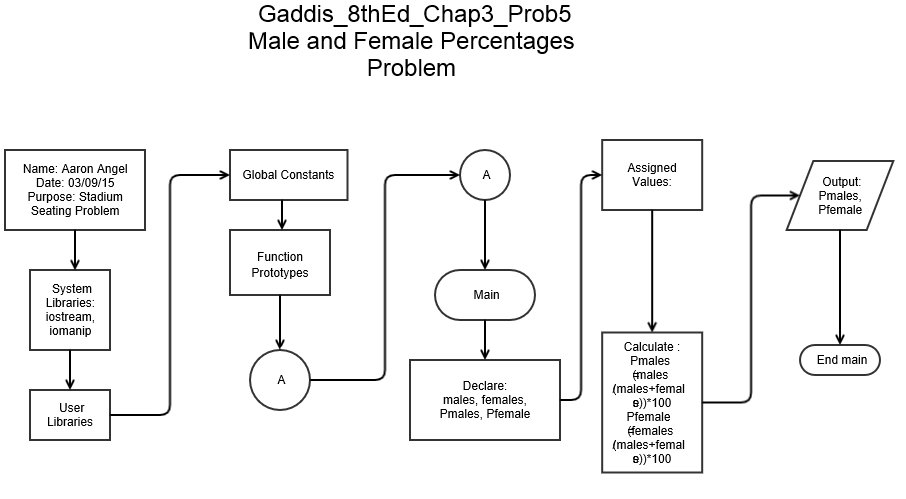 Gaddis_8thEd_Chap3_Prob5
Male and Female Percentages
Problem
Name: Aaron Angel
Date: 03/09/15
Purpose: Stadium
Seating Problem
System
Libraries:
iostream,
iomanip
User
Libraries
Global Constants
Function
Prototypes
A
A
Main
Declare:
males, females,
Pmales, Pfemale
Assigned
Values:
Calculate :
Pmales
=
(males
/(males+femal
e))*100
Pfemale
=
(females
/(males+femal
e))*100
Output:
Pmales,
Pfemale
End main